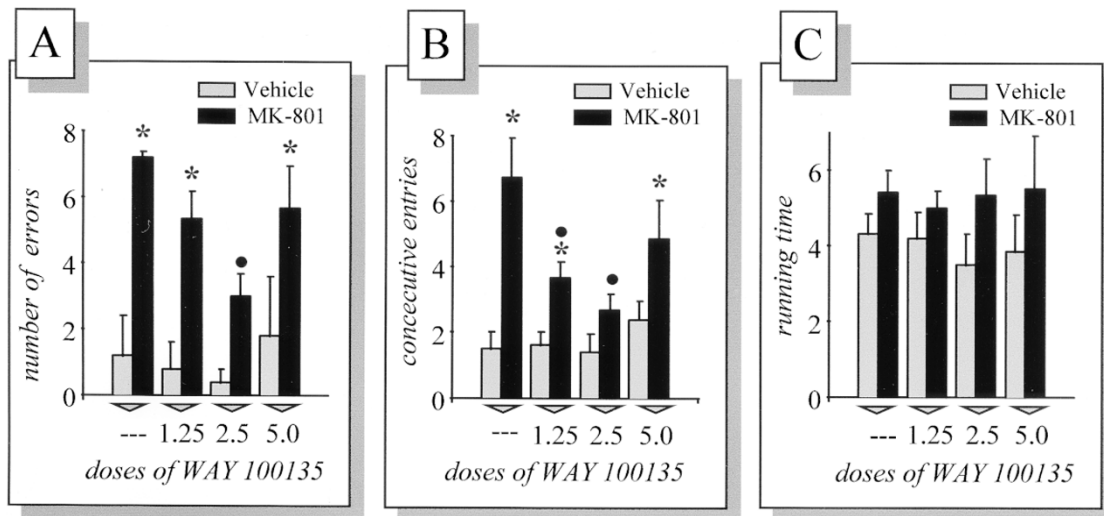 A
Vehicle
MK-801
8
6
4
2
0
number of errors
* * ● *
--- 1.25 2.5 5.0
doses of WAY 100135
B
Vehicle
MK-801
8
6
4
2
0
concecutive entries
* ● * ● *
--- 1.25 2.5 5.0
doses of WAY 100135
C
Vehicle
MK-801
6
4
2
0
running time
--- 1.25 2.5 5.0
doses of WAY 100135